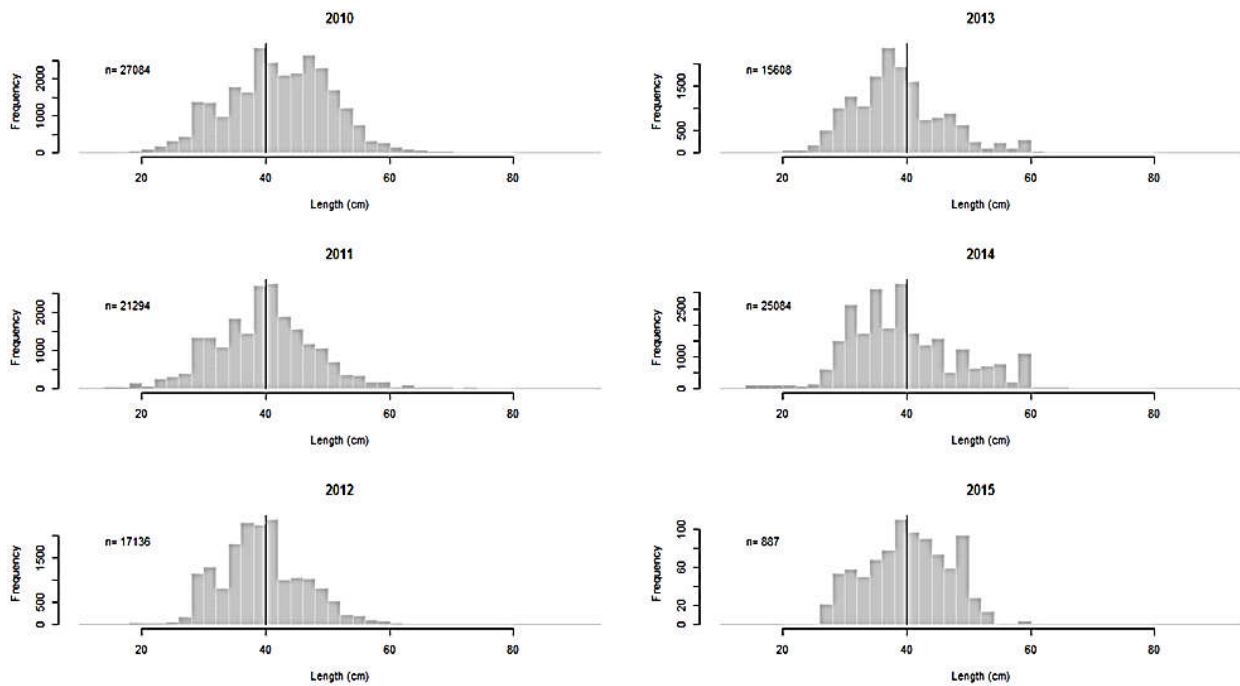 2010
n= 27084
Frequency
0 1000 2000
20 40 60 80
Length (cm)
2011
n= 21294
Frequency
0 1000 2000
20 40 60 80
Length (cm)
2012
n= 17136
Frequency
0 500 1500
20 40 60 80
Length (cm)
2013
n= 15608
Frequency
0 500 1500
20 40 60 80
Length (cm)
2014
n= 25084
Frequency
0 1000 2500
20 40 60 80
Length (cm)
2015
n= 887
Frequency
0 20 60 100
20 40 60 80
Length (cm)